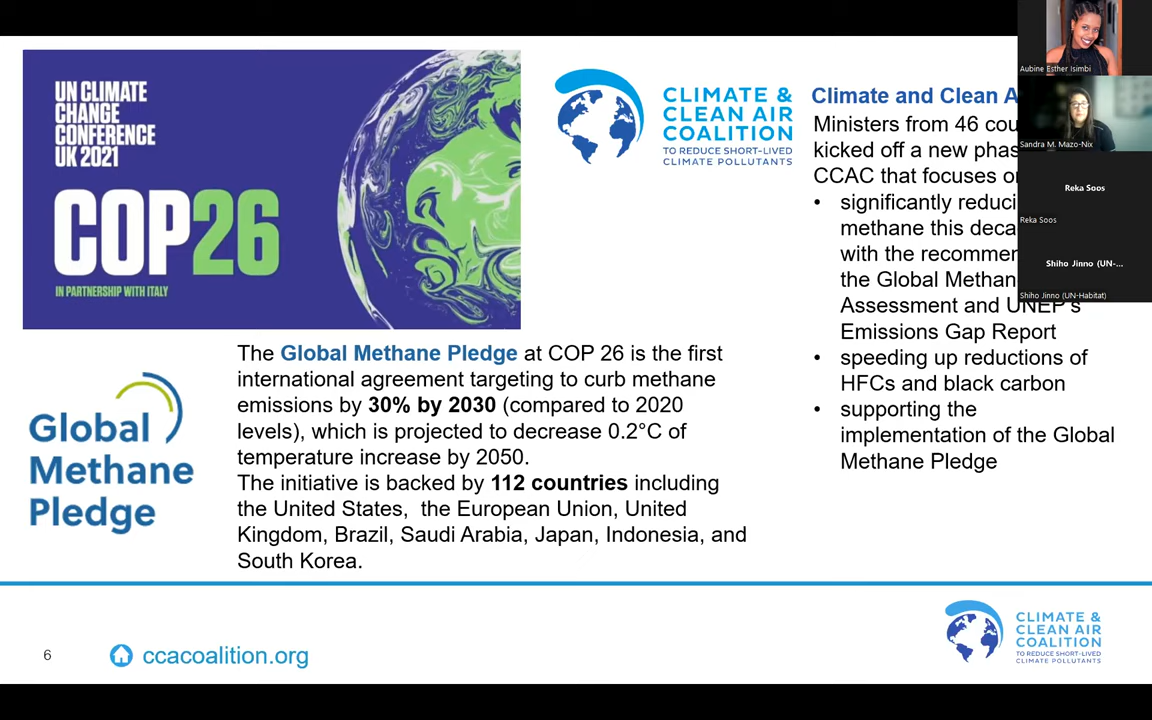 UN CLIMATE
CHANGE
CONFERENCE
UK 2021
COP26
IN PARTNERSHIP WITH ITALY
CLIMATE &
CLEAN AIR
COALITION
TO REDUCE SHORT-LIVED
CLIMATE POLLUTANTS
Climate and Clean A
Ministers from 46 cou
kicked off a new phas
CCAC that focuses o
• significantly reduci
methane this deca
with the recommen
the Global Methan
Assessment and UNEP's
Emissions Gap Report
• speeding up reductions of
HFCs and black carbon
• supporting the
implementation of the Global
Methane Pledge
Aubine Esther Isimbi
Sandra M. Mazo-Nix
Reka Soos
Reka Soos
Shiho Jinno (UN-...
Shiho Jinno (UN-Habitat)
Global
Methane
Pledge
The Global Methane Pledge at COP 26 is the first
international agreement targeting to curb methane
emissions by 30% by 2030 (compared to 2020
levels), which is projected to decrease 0.2°C of
temperature increase by 2050.
The initiative is backed by 112 countries including
the United States, the European Union, United
Kingdom, Brazil, Saudi Arabia, Japan, Indonesia, and
South Korea.
6
ccacoalition.org
CLIMATE &
CLEAN AIR
COALITION
TO REDUCE SHORT-LIVED
CLIMATE POLLUTANTS